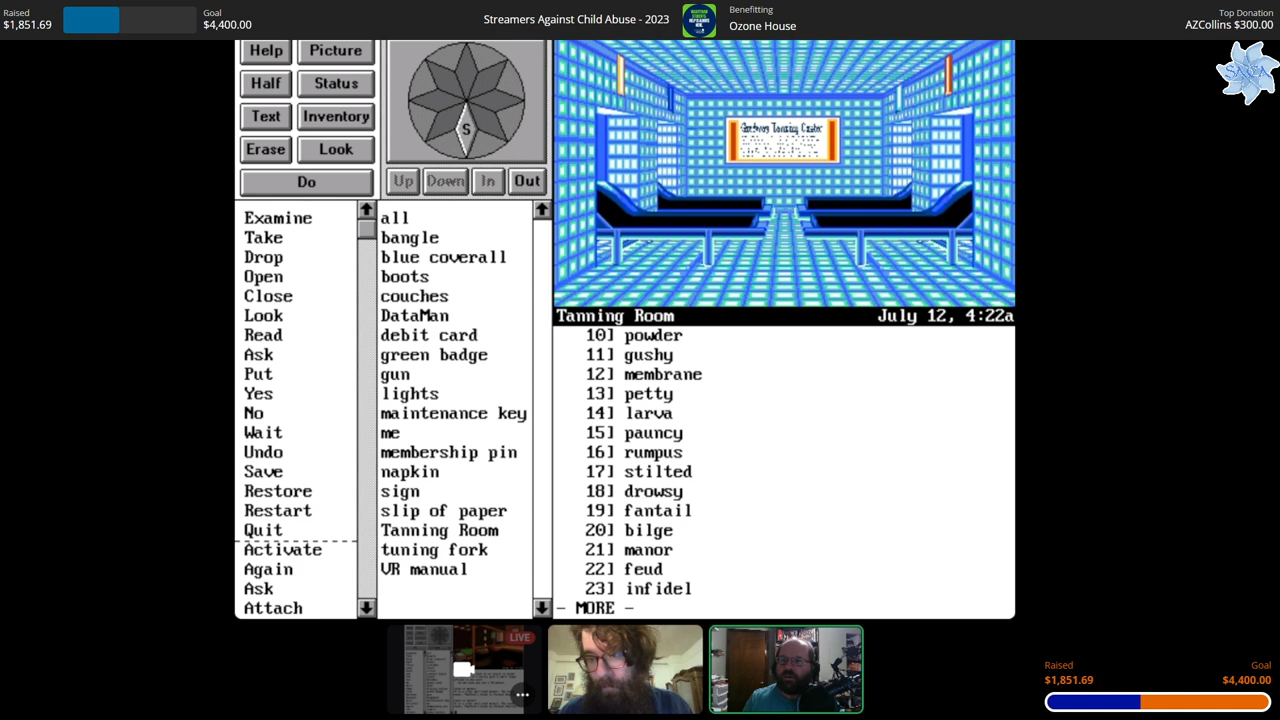 Raised
$1,851.69
Goal
$4,400.00
Streamers Against Child Abuse - 2023
Benefitting
Ozone House
Top Donation
AZCollins $300.00
Help
Picture
Half
Status
Text
Inventory
Erase
Look
Do
S
Up
Down
In
Out
Examine
Take
Drop
Open
Close
Look
Read
Ask
Put
Yes
No
Wait
Undo
Save
Restore
Restart
Quit
Activate
Again
Ask
Attach
all
bangle
blue coverall
boots
couches
DataMan
debit card
green badge
gun
lights
maintenance key
me
membership pin
napkin
sign
slip of paper
Tanning Room
tuning fork
VR manual
Tanning Room
July 12, 4:22a
10] powder
11] gushy
12] membrane
13] petty
14] larva
15] pauncy
16] rumpus
17] stilted
18] drowsy
19] fantail
20] bilge
21] manor
22] feud
23] infidel
- MORE -
LIVE
Raised
$1,851.69
Goal
$4,400.00